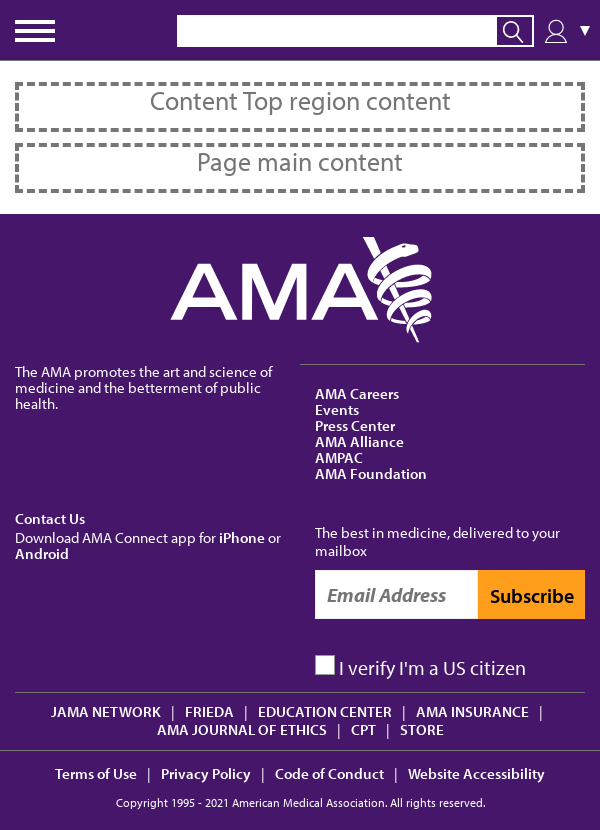 Content Top region content
Page main content
AMA
The AMA promotes the art and science of
medicine and the betterment of public
health.
AMA Careers
Events
Press Center
AMA Alliance
AMPAC
AMA Foundation
Contact Us
Download AMA Connect app for iPhone or
Android
The best in medicine, delivered to your
mailbox
Email Address
Subscribe
I verify I'm a US citizen
JAMA NETWORK | FRIEDA | EDUCATION CENTER | AMA INSURANCE |
AMA JOURNAL OF ETHICS | CPT | STORE
Terms of Use | Privacy Policy | Code of Conduct | Website Accessibility
Copyright 1995 - 2021 American Medical Association. All rights reserved.